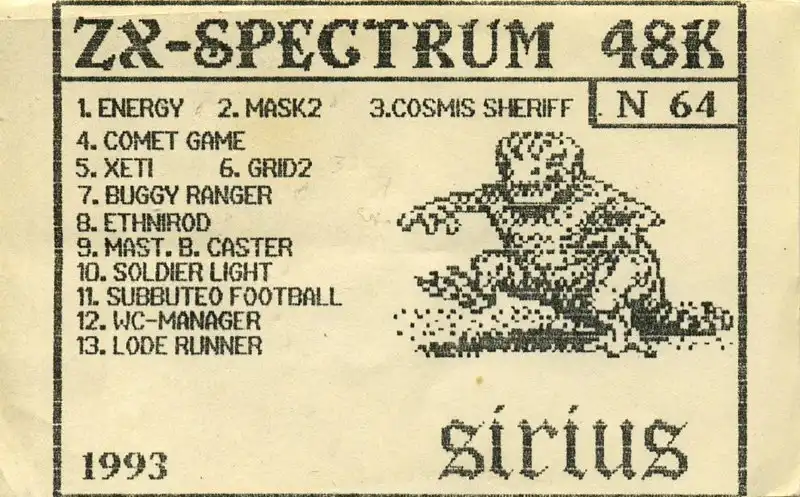 ZX-SPECTRUM 48K
1. ENERGY 2. MASK2 3.COSMIS SHERIFF
N 64
4. COMET GAME
5. XETI 6. GRID2
7. BUGGY RANGER
8. ETHNIROD
9. MAST. B. CASTER
10. SOLDIER LIGHT
11. SUBBUTEO FOOTBALL
12. WC-MANAGER
13. LODE RUNNER
1993
sirius